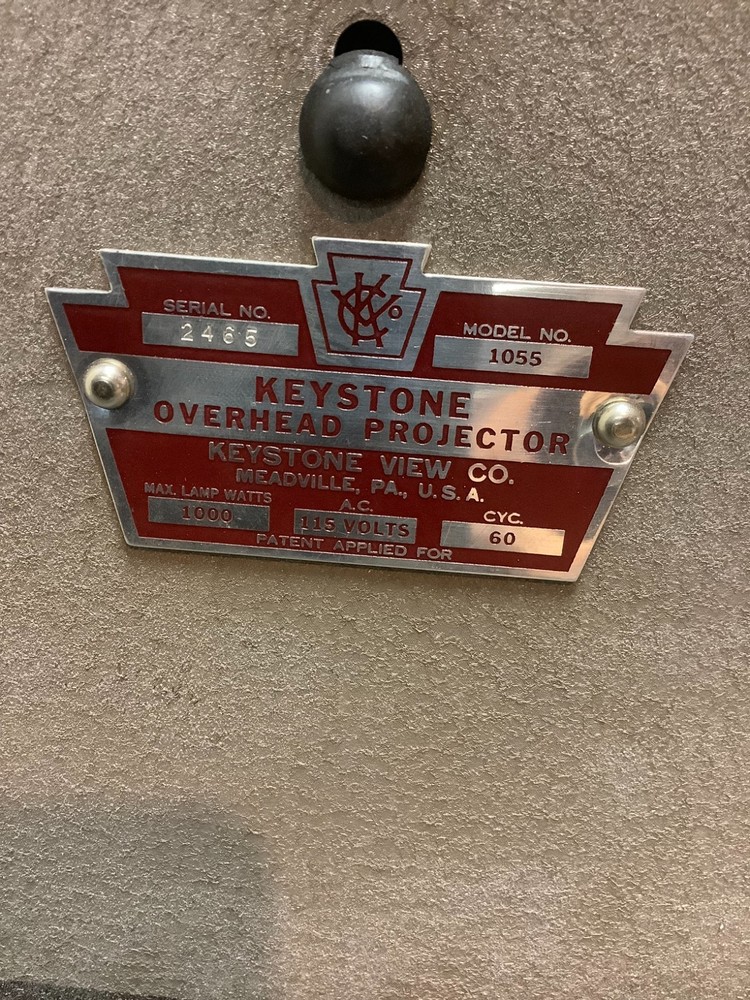 SERIAL NO.
2465
KVCo
MODEL NO.
1055
KEYSTONE
OVERHEAD PROJECTOR
KEYSTONE VIEW CO.
MEADVILLE, PA., U.S.A.
MAX. LAMP WATTS
1000
A.C.
115 VOLTS
CYC.
60
PATENT APPLIED FOR